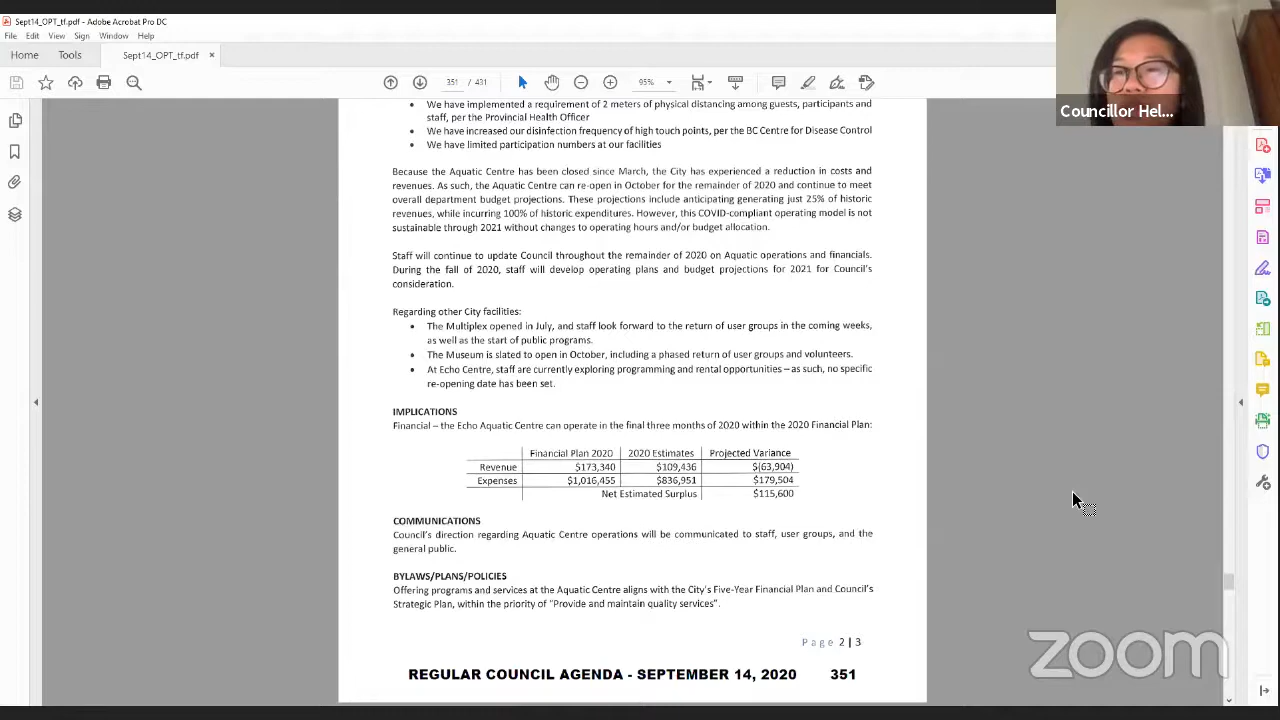 Sept14_OPT_tf.pdf - Adobe Acrobat Pro DC
File Edit View Sign Window Help
Home Tools Sept14_OPT_tf.pdf ×
351 / 431 95%
Councillor Hel...
• We have implemented a requirement of 2 meters of physical distancing among guests, participants and
staff, per the Provincial Health Officer
• We have increased our disinfection frequency of high touch points, per the BC Centre for Disease Control
• We have limited participation numbers at our facilities
Because the Aquatic Centre has been closed since March, the City has experienced a reduction in costs and
revenues. As such, the Aquatic Centre can re-open in October for the remainder of 2020 and continue to meet
overall department budget projections. These projections include anticipating generating just 25% of historic
revenues, while incurring 100% of historic expenditures. However, this COVID-compliant operating model is not
sustainable through 2021 without changes to operating hours and/or budget allocation.
Staff will continue to update Council throughout the remainder of 2020 on Aquatic operations and financials.
During the fall of 2020, staff will develop operating plans and budget projections for 2021 for Council's
consideration.
Regarding other City facilities:
• The Multiplex opened in July, and staff look forward to the return of user groups in the coming weeks,
as well as the start of public programs.
• The Museum is slated to open in October, including a phased return of user groups and volunteers.
• At Echo Centre, staff are currently exploring programming and rental opportunities – as such, no specific
re-opening date has been set.
IMPLICATIONS
Financial – the Echo Aquatic Centre can operate in the final three months of 2020 within the 2020 Financial Plan:
Financial Plan 2020 2020 Estimates Projected Variance
Revenue $173,340 $109,436 $(63,904)
Expenses $1,016,455 $836,951 $179,504
Net Estimated Surplus $115,600
COMMUNICATIONS
Council's direction regarding Aquatic Centre operations will be communicated to staff, user groups, and the
general public.
BYLAWS/PLANS/POLICIES
Offering programs and services at the Aquatic Centre aligns with the City's Five-Year Financial Plan and Council's
Strategic Plan, within the priority of "Provide and maintain quality services".
Page 2 | 3
REGULAR COUNCIL AGENDA - SEPTEMBER 14, 2020 351
zoom